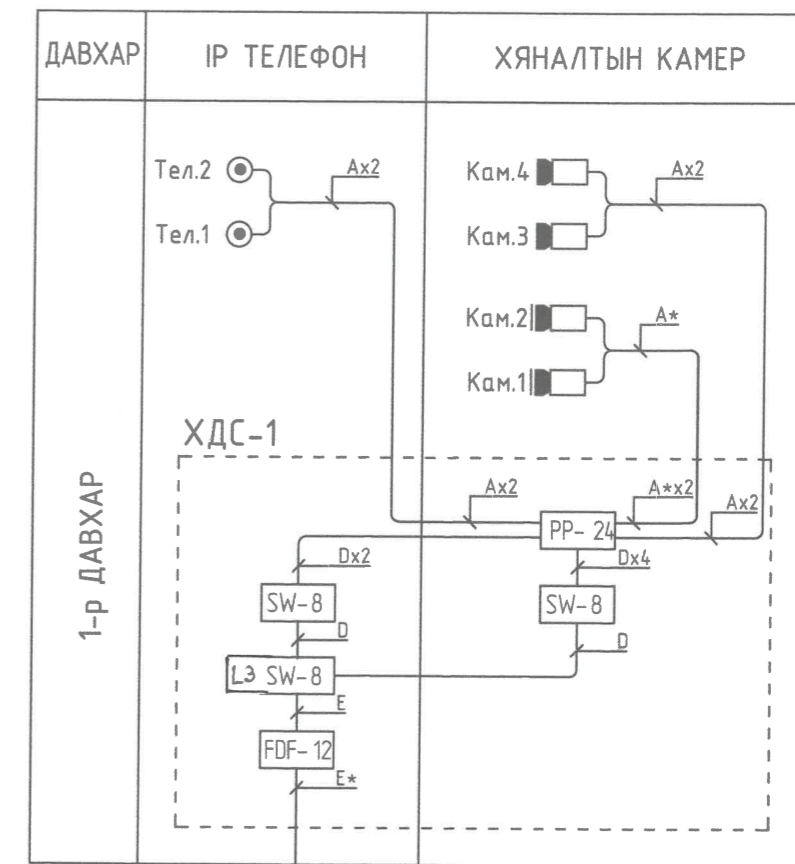 ДАВХАР
IP ТЕЛЕФОН
ХЯНАЛТЫН КАМЕР
1-р ДАВХАР
Тел.2
Ax2
Тел.1
Кам.4
Ax2
Кам.3
Кам.2
A*
Кам.1
ХДС-1
Ax2
A*x2
Ax2
PP- 24
Dx2
Dx4
SW-8
SW-8
D
D
L3 SW-8
E
FDF-12
E*